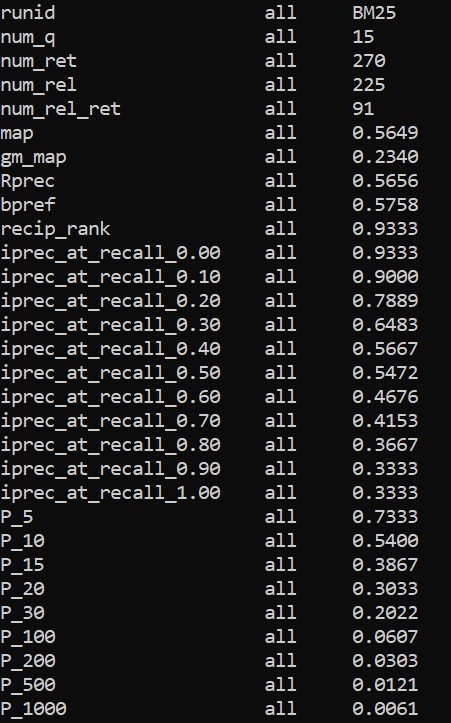 runid all BM25
num_q all 15
num_ret all 270
num_rel all 225
num_rel_ret all 91
map all 0.5649
gm_map all 0.2340
Rprec all 0.5656
bpref all 0.5758
recip_rank all 0.9333
iprec_at_recall_0.00 all 0.9333
iprec_at_recall_0.10 all 0.9000
iprec_at_recall_0.20 all 0.7889
iprec_at_recall_0.30 all 0.6483
iprec_at_recall_0.40 all 0.5667
iprec_at_recall_0.50 all 0.5472
iprec_at_recall_0.60 all 0.4676
iprec_at_recall_0.70 all 0.4153
iprec_at_recall_0.80 all 0.3667
iprec_at_recall_0.90 all 0.3333
iprec_at_recall_1.00 all 0.3333
P_5 all 0.7333
P_10 all 0.5400
P_15 all 0.3867
P_20 all 0.3033
P_30 all 0.2022
P_100 all 0.0607
P_200 all 0.0303
P_500 all 0.0121
P_1000 all 0.0061